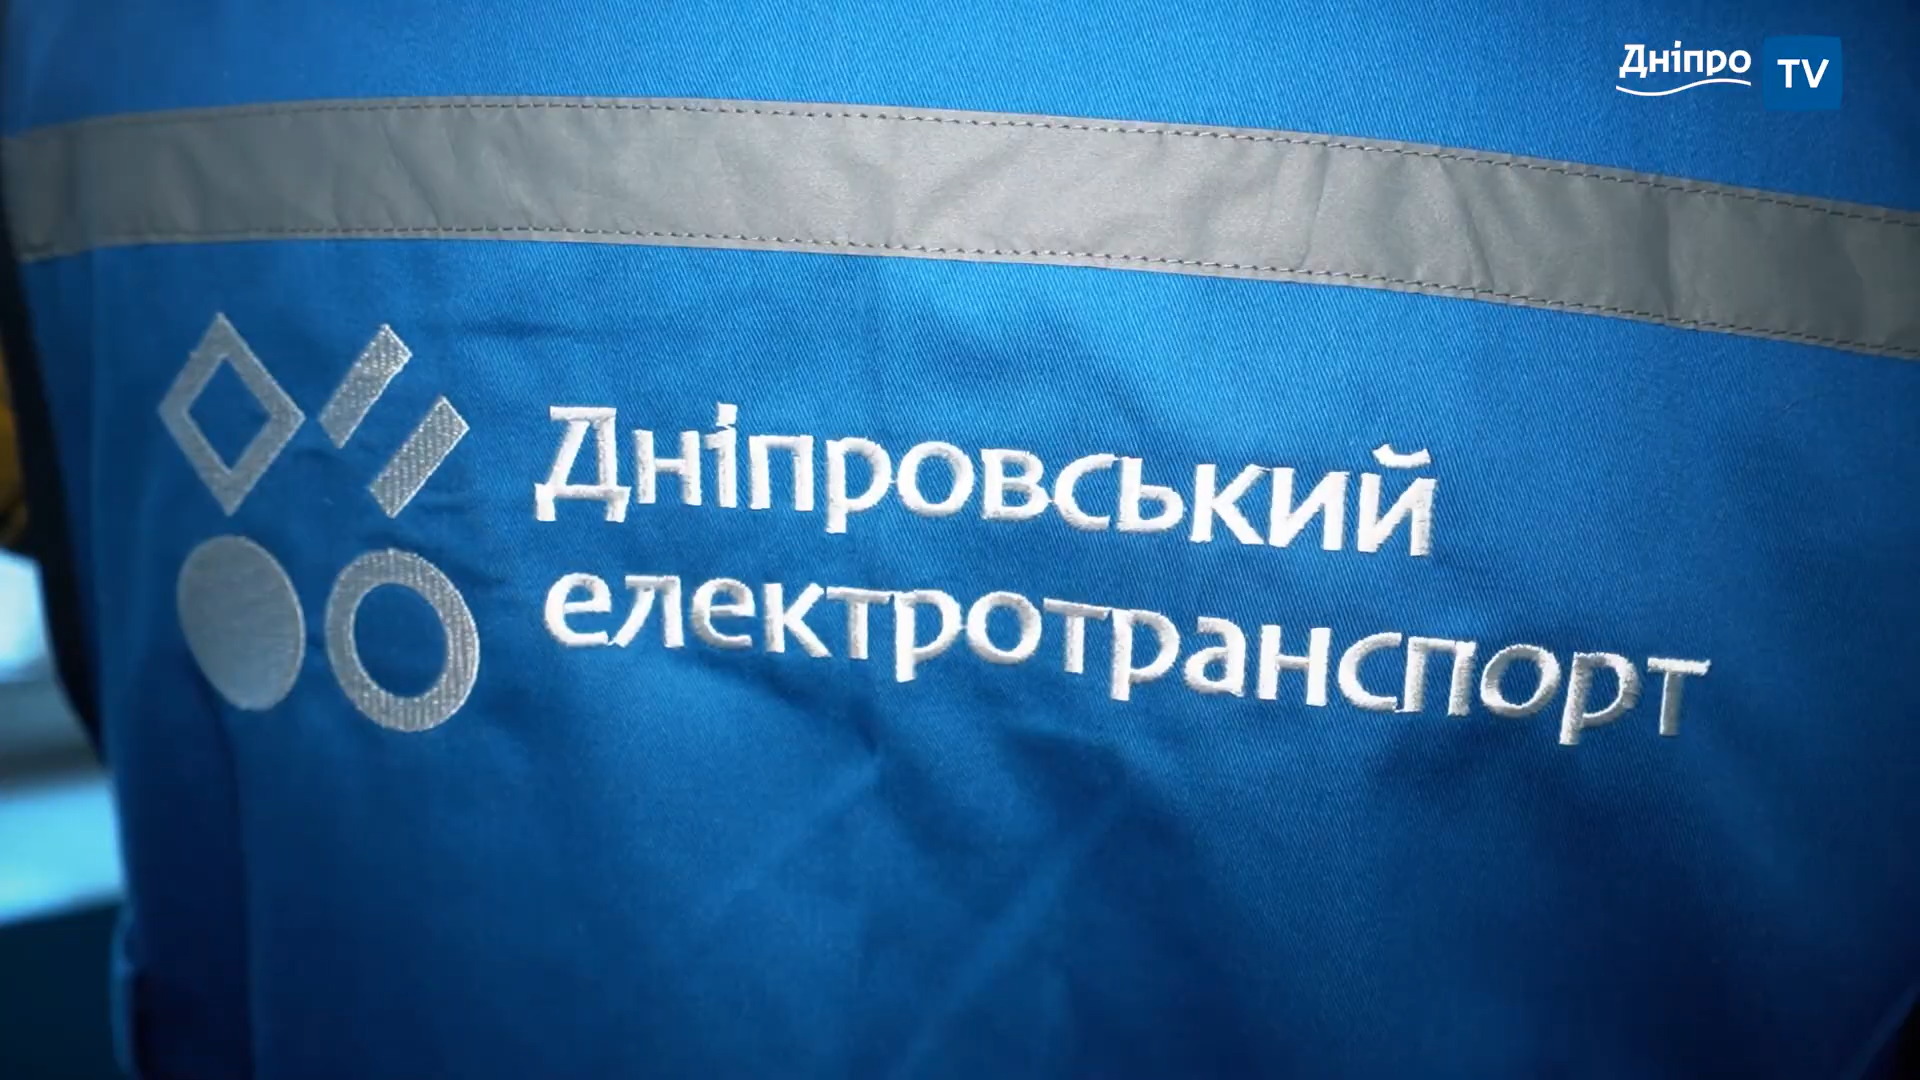 Дніпро TV
Дніпровський
електротранспорт